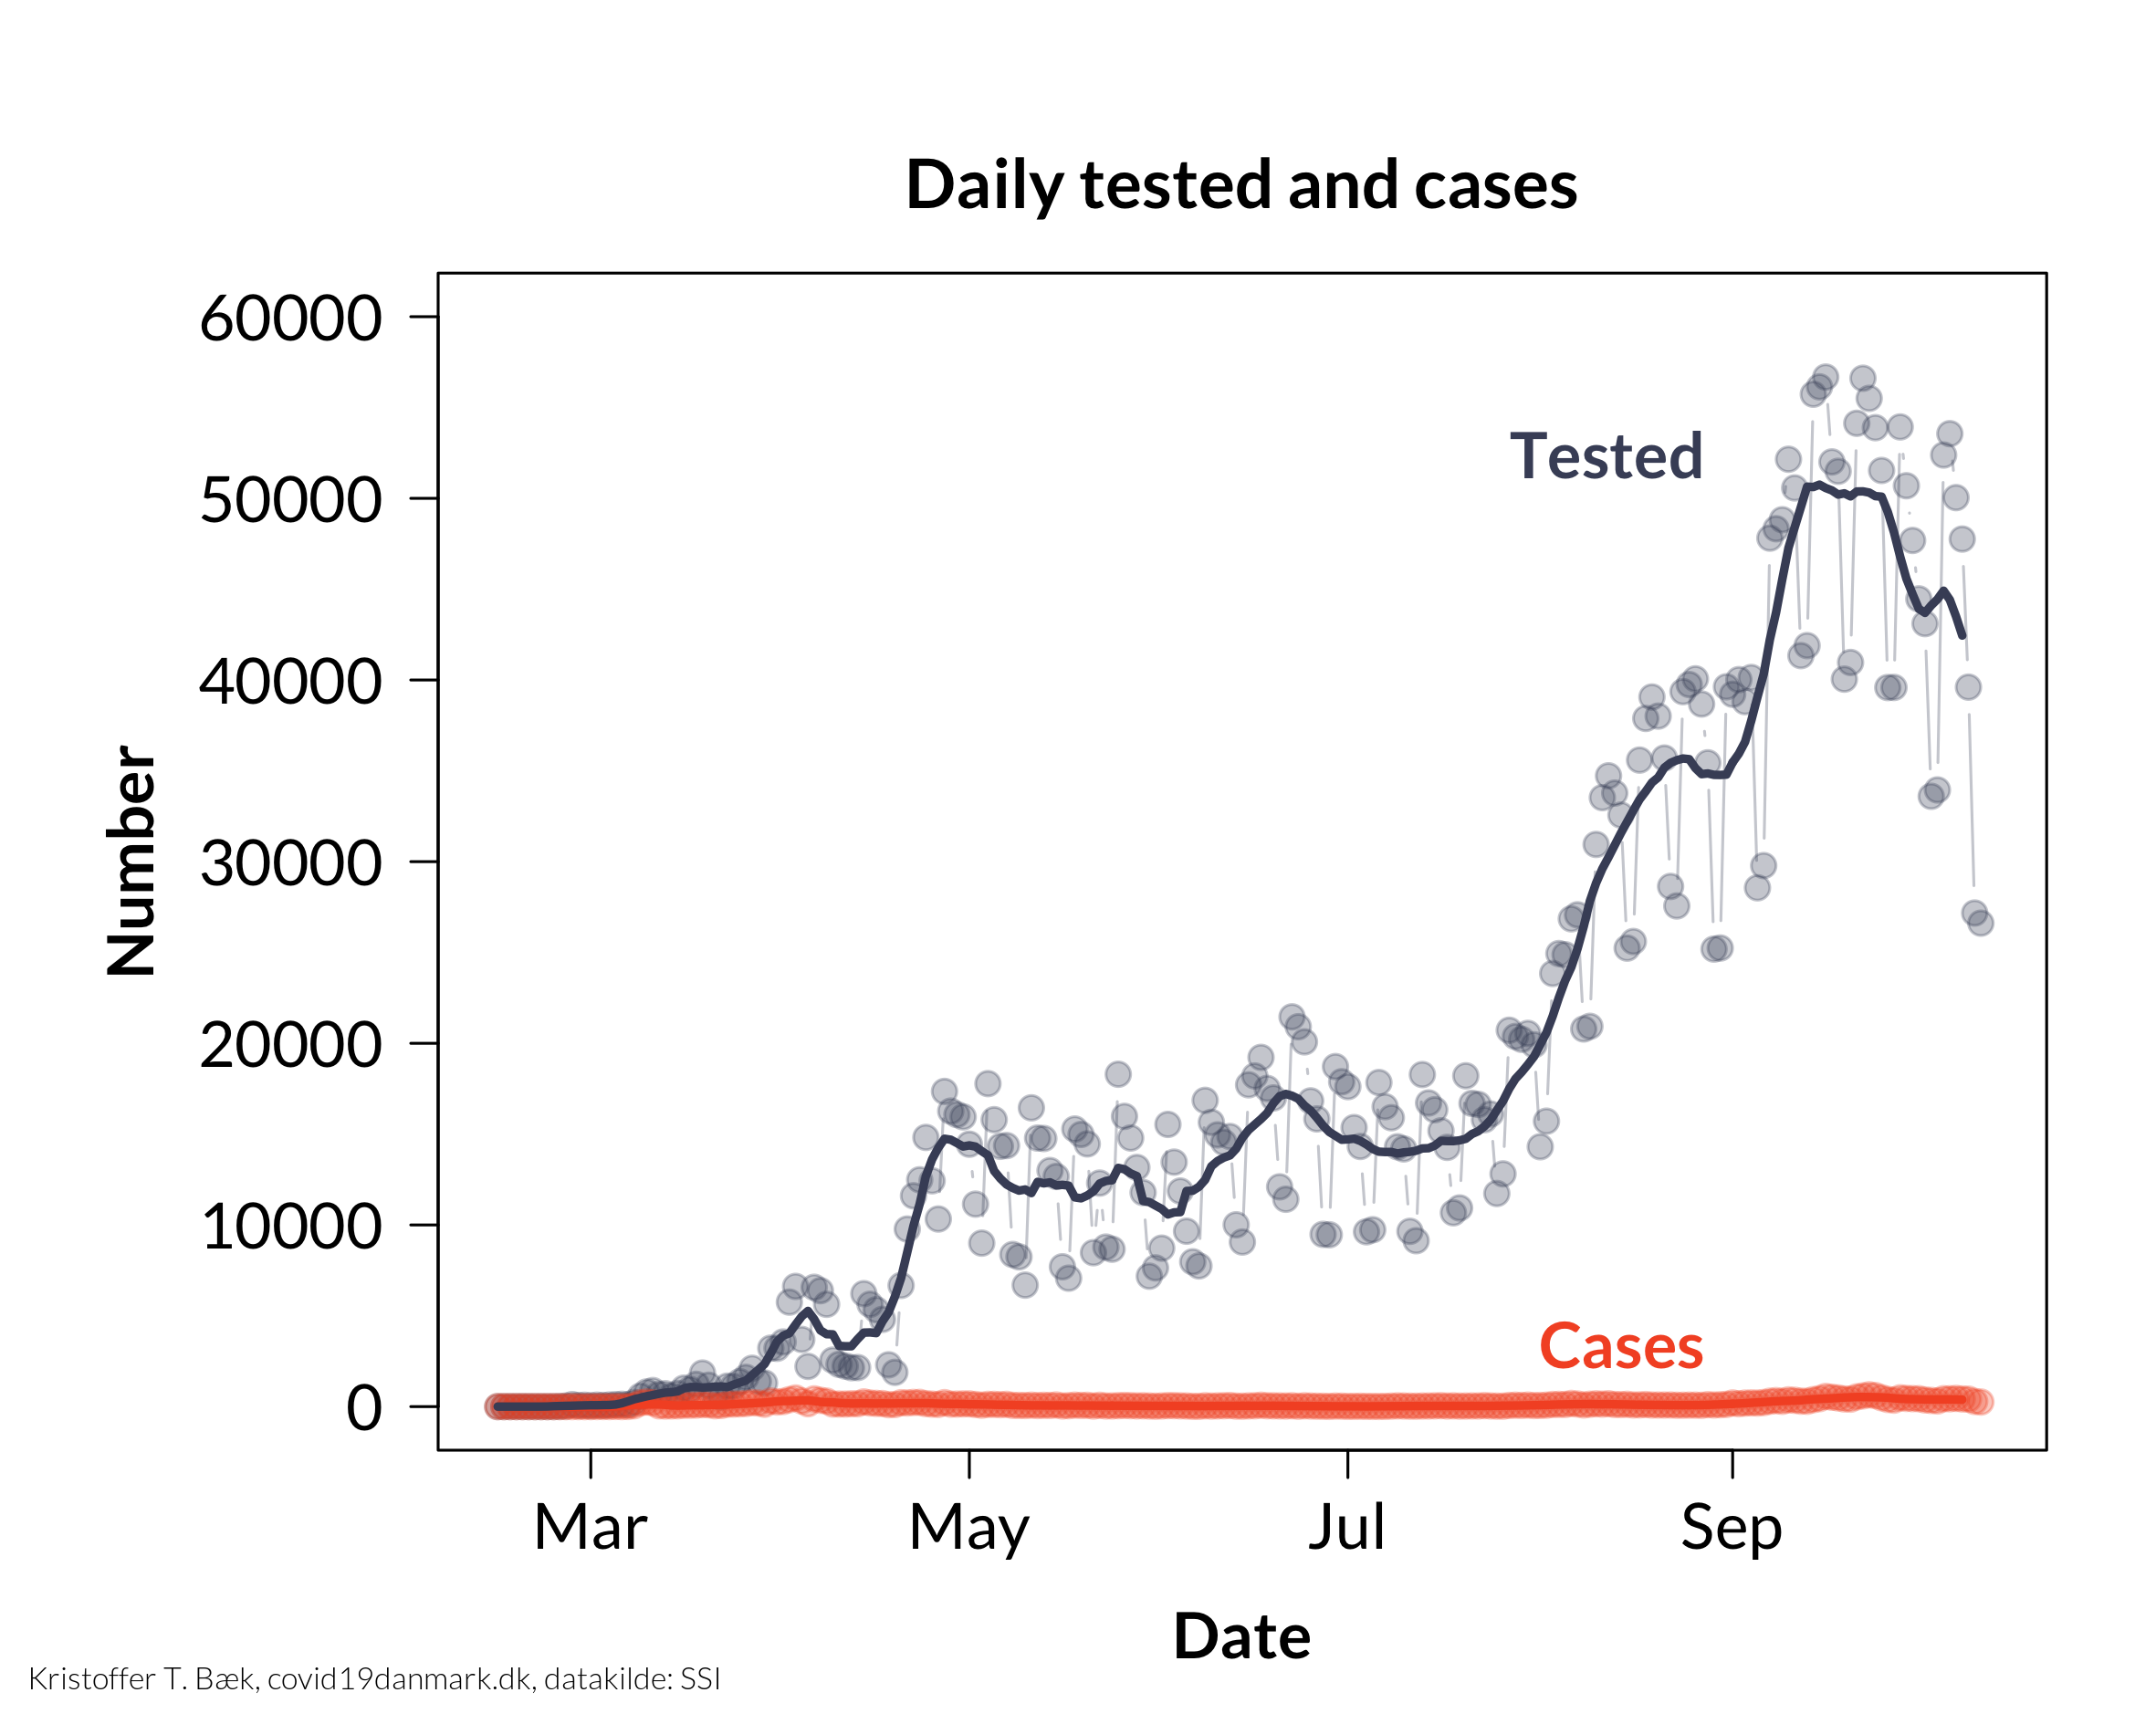 Daily tested and cases
60000
50000
40000
30000
20000
10000
0
Number
Tested
Cases
Mar
May
Jul
Sep
Date
Kristoffer T. Bæk, covid19danmark.dk, datakilde: SSI